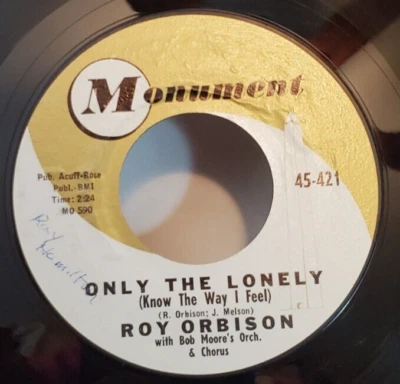 Monument
Pub. Acuff-Rose
Publ.-BMI
Time: 2:24
MO 590
45-421
Hamilton
ONLY THE LONELY
(Know The Way I Feel)
(R. Orbison; J. Melson)
ROY ORBISON
with Bob Moore's Orch.
& Chorus